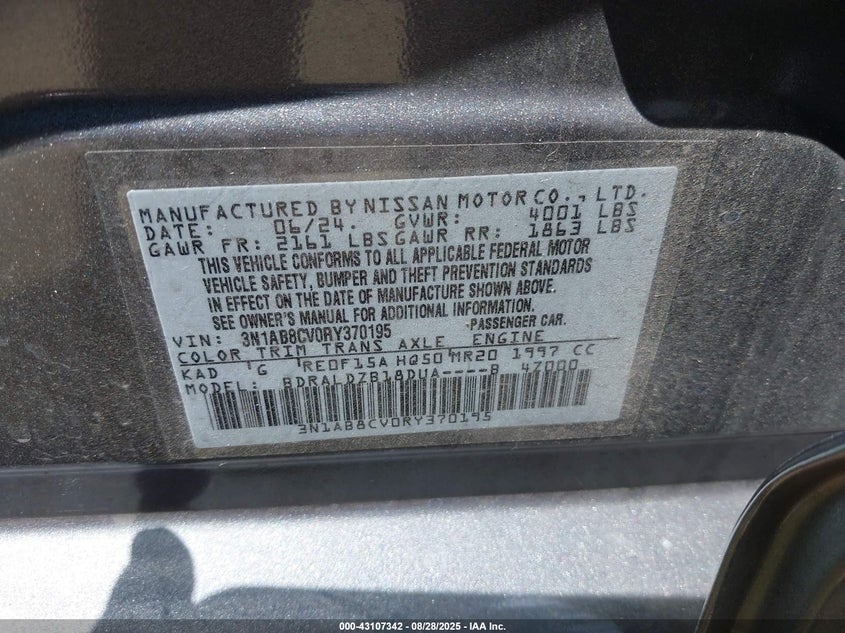 MANUFACTURED BY NISSAN MOTOR CO., LTD.
DATE: 06/24. GVWR: 4001 LBS
GAWR FR: 2161 LBS GAWR RR: 1863 LBS
THIS VEHICLE CONFORMS TO ALL APPLICABLE FEDERAL MOTOR
VEHICLE SAFETY, BUMPER AND THEFT PREVENTION STANDARDS
IN EFFECT ON THE DATE OF MANUFACTURE SHOWN ABOVE.
SEE OWNER'S MANUAL FOR ADDITIONAL INFORMATION.
VIN: 3N1AB8CV0RY370195 -PASSENGER CAR.
COLOR TRIM TRANS AXLE ENGINE
KAD G RE0F15A HQ50 MR20 1997 CC
MODEL: BDRALDZB18DUA----B 47000
3N1AB8CV0RY370195
000-43107342 - 08/28/2025 - IAA Inc.